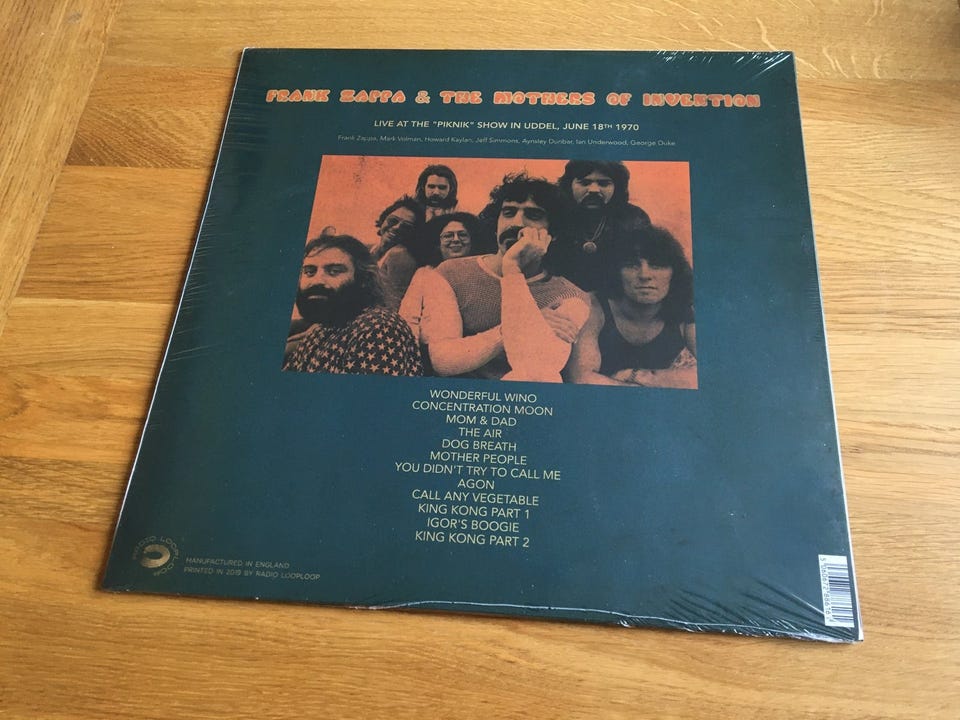 FRANK ZAPPA & THE MOTHERS OF INVENTION
LIVE AT THE "PIKNIK" SHOW IN UDDEL, JUNE 18TH 1970
Frank Zappa, Mark Volman, Howard Kaylan, Jeff Simmons, Aynsley Dunbar, Ian Underwood, George Duke
WONDERFUL WINO
CONCENTRATION MOON
MOM & DAD
THE AIR
DOG BREATH
MOTHER PEOPLE
YOU DIDN'T TRY TO CALL ME
AGON
CALL ANY VEGETABLE
KING KONG PART 1
IGOR'S BOOGIE
KING KONG PART 2
RADIO LOOPLOOP
MANUFACTURED IN ENGLAND
PRINTED IN 2019 BY RADIO LOOPLOOP